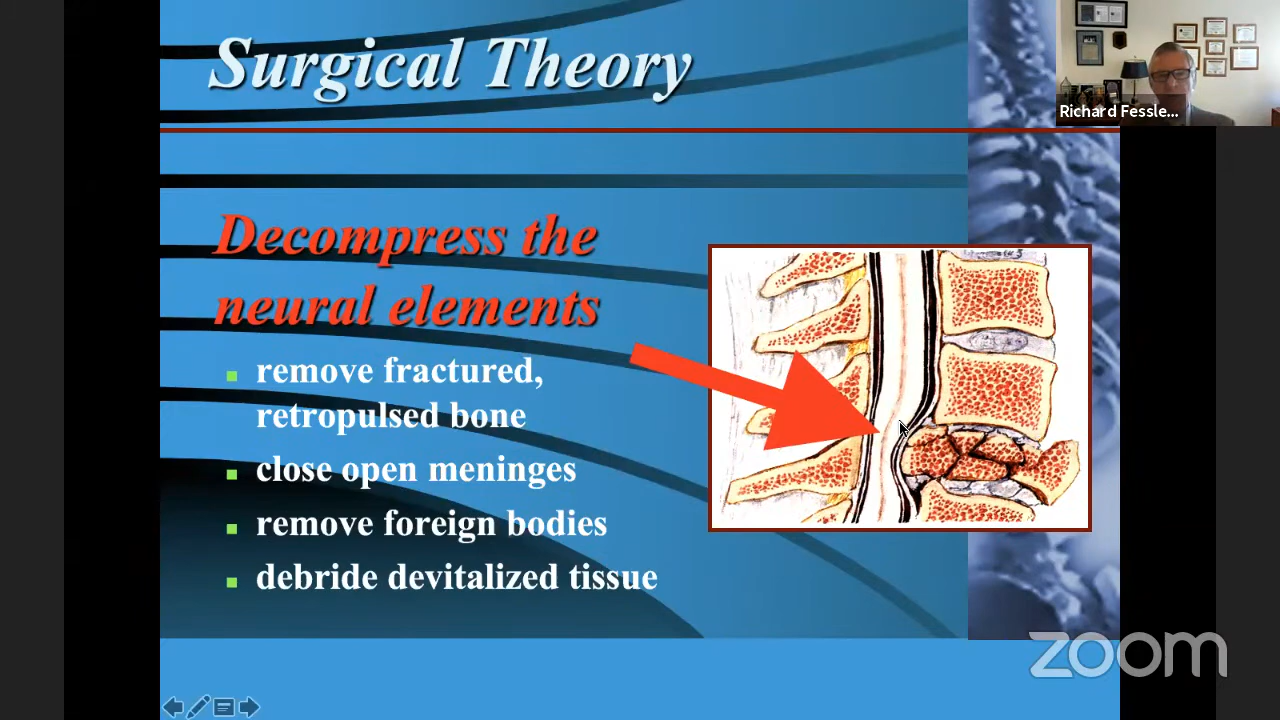 Surgical Theory
Richard Fessle...
Decompress the
neural elements
remove fractured,
retropulsed bone
close open meninges
remove foreign bodies
debride devitalized tissue
zoom